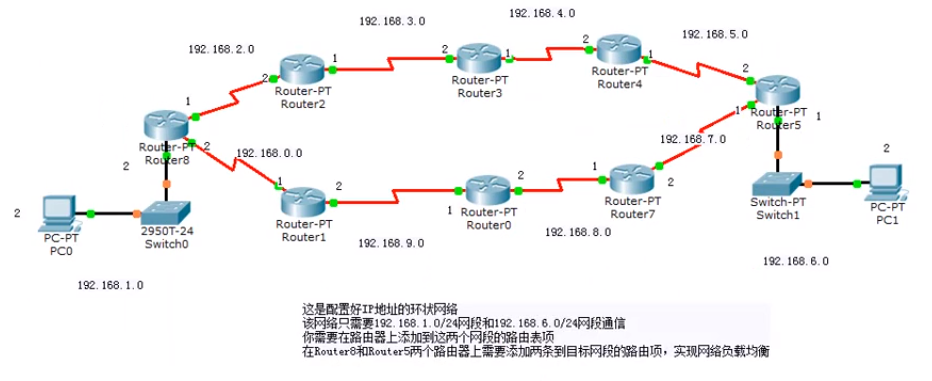 192.168.4.0
192.168.3.0
192.168.5.0
192.168.2.0
2
1
2
1
2
1
2
2
1
Router-PT
Router2
Router-PT
Router3
Router-PT
Router4
Router-PT
Router5
1
1
1
Router-PT
Router8
2
192.168.0.0
192.168.7.0
2
2
1
2
2
1
2
1
2
PC-PT
PC0
2950T-24
Switch0
Router-PT
Router1
1
Router-PT
Router0
Router-PT
Router7
Switch-PT
Switch1
PC-PT
PC1
192.168.9.0
192.168.8.0
192.168.6.0
192.168.1.0
这是配置好IP地址的环状网络
该网络只需要192.168.1.0/24网段和192.168.6.0/24网段通信
你需要在路由器上添加到这两个网段的路由表项
在Router8和Router5两个路由器上需要添加两条到目标网段的路由项，实现网络负载均衡